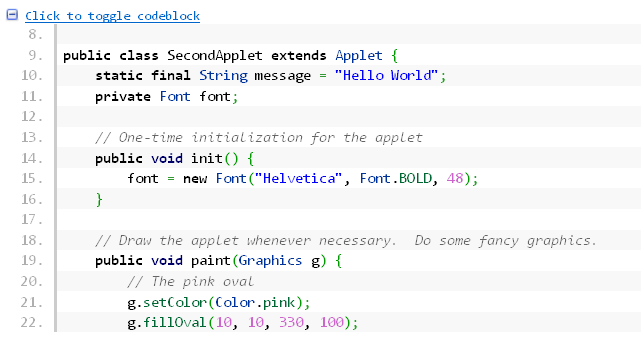 Click to toggle codeblock
8.
9. public class SecondApplet extends Applet {
10.     static final String message = "Hello World";
11.     private Font font;
12.
13.     // One-time initialization for the applet
14.     public void init() {
15.         font = new Font("Helvetica", Font.BOLD, 48);
16.     }
17.
18.     // Draw the applet whenever necessary.  Do some fancy graphics.
19.     public void paint(Graphics g) {
20.         // The pink oval
21.         g.setColor(Color.pink);
22.         g.fillOval(10, 10, 330, 100);